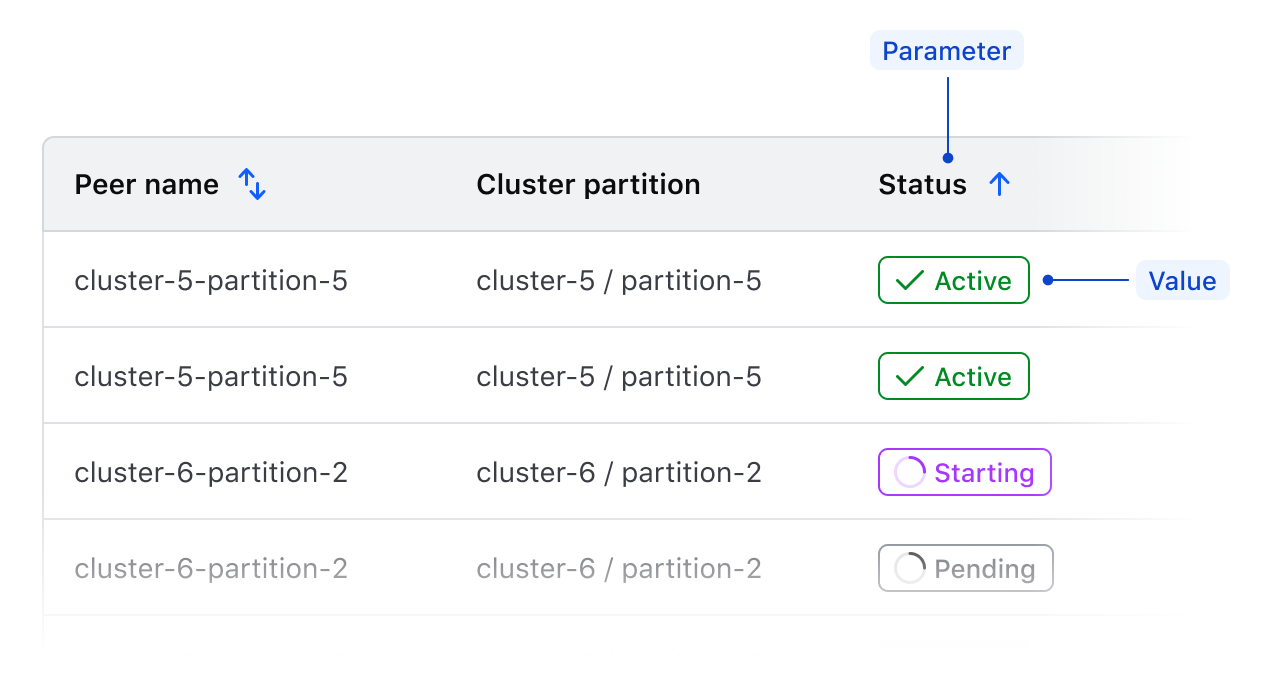 Parameter
Peer name Cluster partition Status
cluster-5-partition-5 cluster-5 / partition-5 Active Value
cluster-5-partition-5 cluster-5 / partition-5 Active
cluster-6-partition-2 cluster-6 / partition-2 Starting
cluster-6-partition-2 cluster-6 / partition-2 Pending